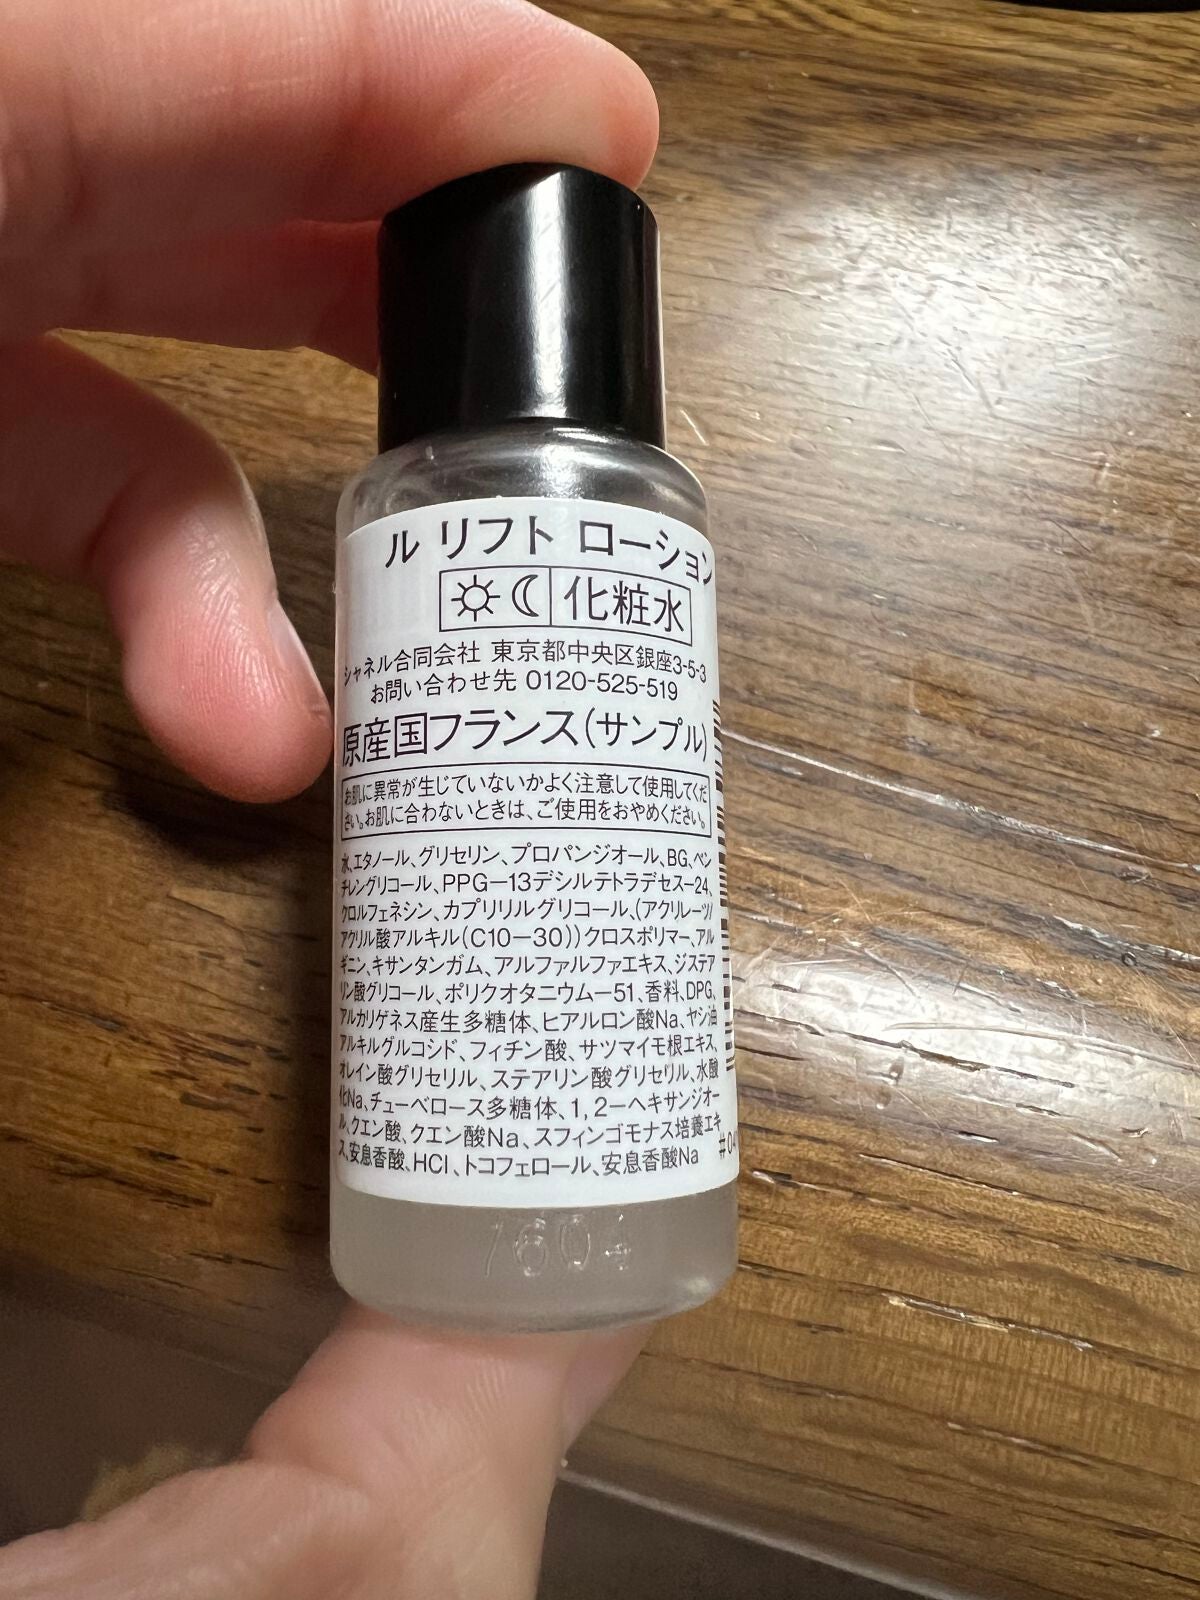 ル リフト ローション
化粧水
シャネル合同会社 東京都中央区銀座3-5-3
お問い合わせ先 0120-525-519
原産国フランス(サンプル)
お肌に異常が生じていないかよく注意して使用してくだ
さい。お肌に合わないときは、ご使用をおやめください。
水、エタノール、グリセリン、プロパンジオール、BG、ペン
チレングリコール、PPG－13デシルテトラデセス－24、
クロルフェネシン、カプリリルグリコール、(アクリレーツ/
アクリル酸アルキル(C10－30))クロスポリマー、アル
ギニン、キサンタンガム、アルファルファエキス、ジステア
リン酸グリコール、ポリクオタニウム－51、香料、DPG、
アルカリゲネス産生多糖体、ヒアルロン酸Na、ヤシ油
アルキルグルコシド、フィチン酸、サツマイモ根エキス、
オレイン酸グリセリル、ステアリン酸グリセリル、水酸
化Na、チューベロース多糖体、1,2－ヘキサンジオー
ル、クエン酸、クエン酸Na、スフィンゴモナス培養エキ
ス、安息香酸、HCl、トコフェロール、安息香酸Na